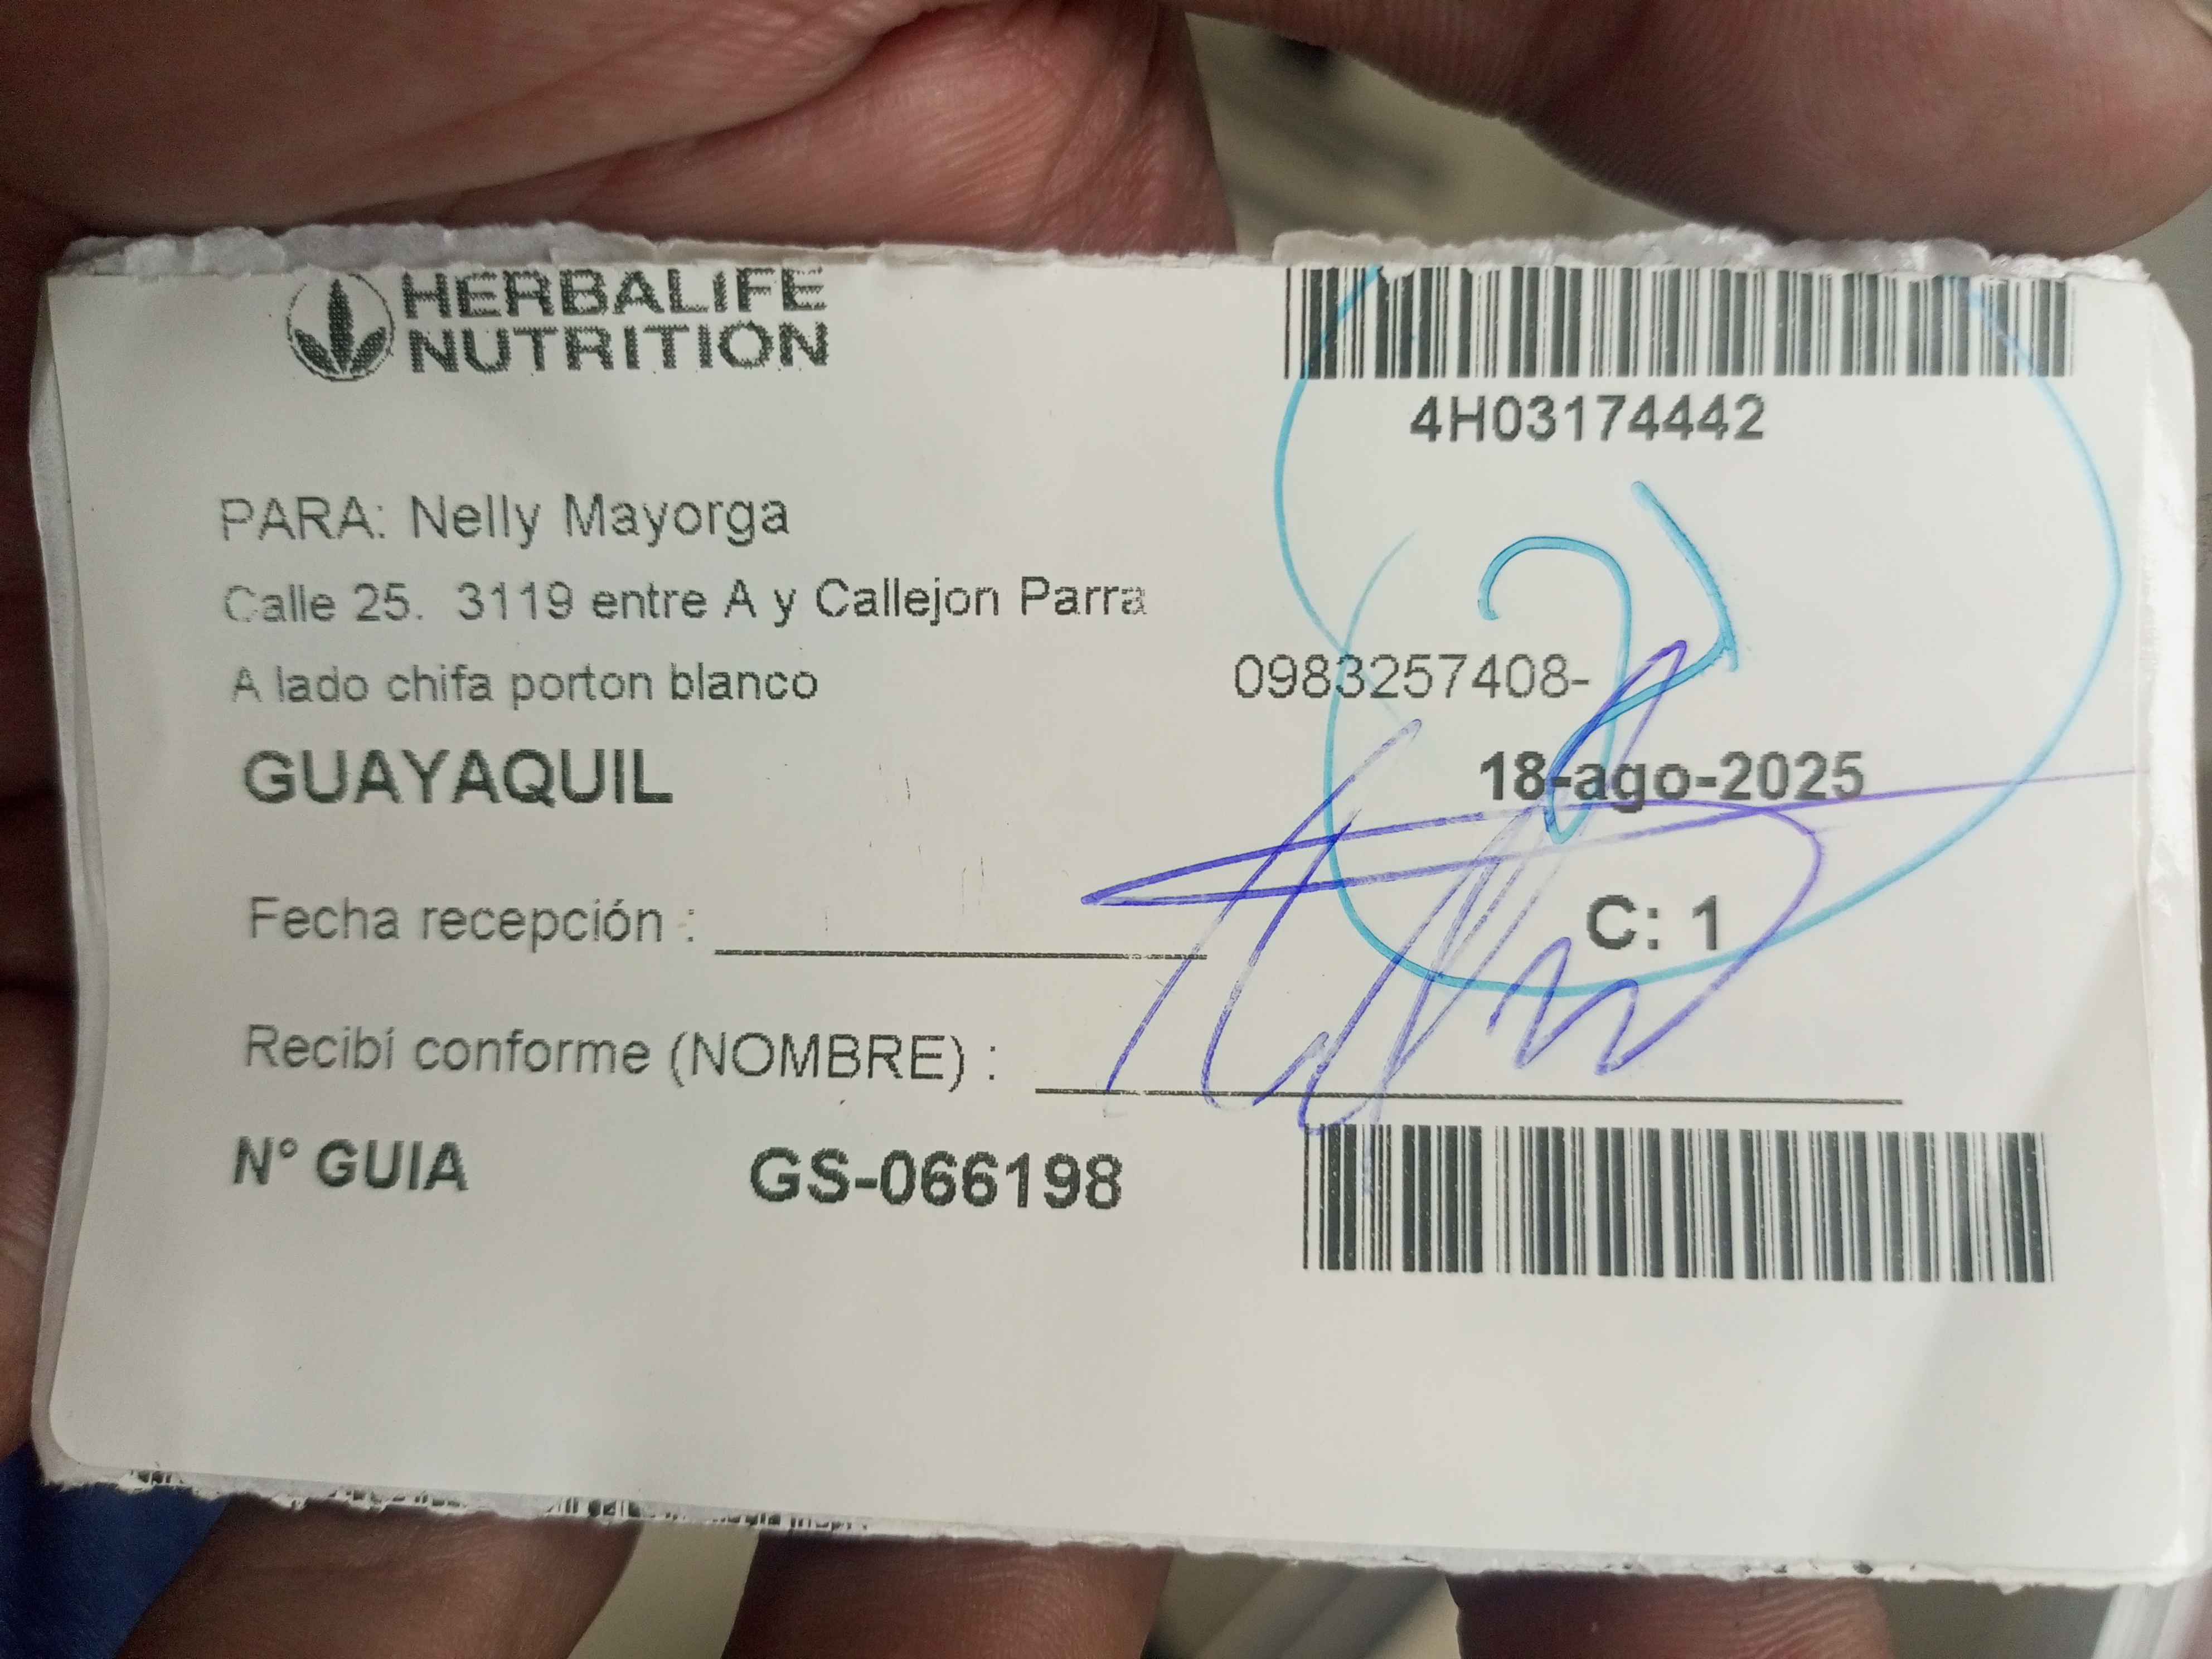 HERBALIFE
NUTRITION
4H03174442
PARA: Nelly Mayorga
Calle 25. 3119 entre A y Callejon Parra
A lado chifa porton blanco 0983257408-
GUAYAQUIL 18-ago-2025
C: 1
Fecha recepción :
Recibí conforme (NOMBRE) :
N° GUIA GS-066198